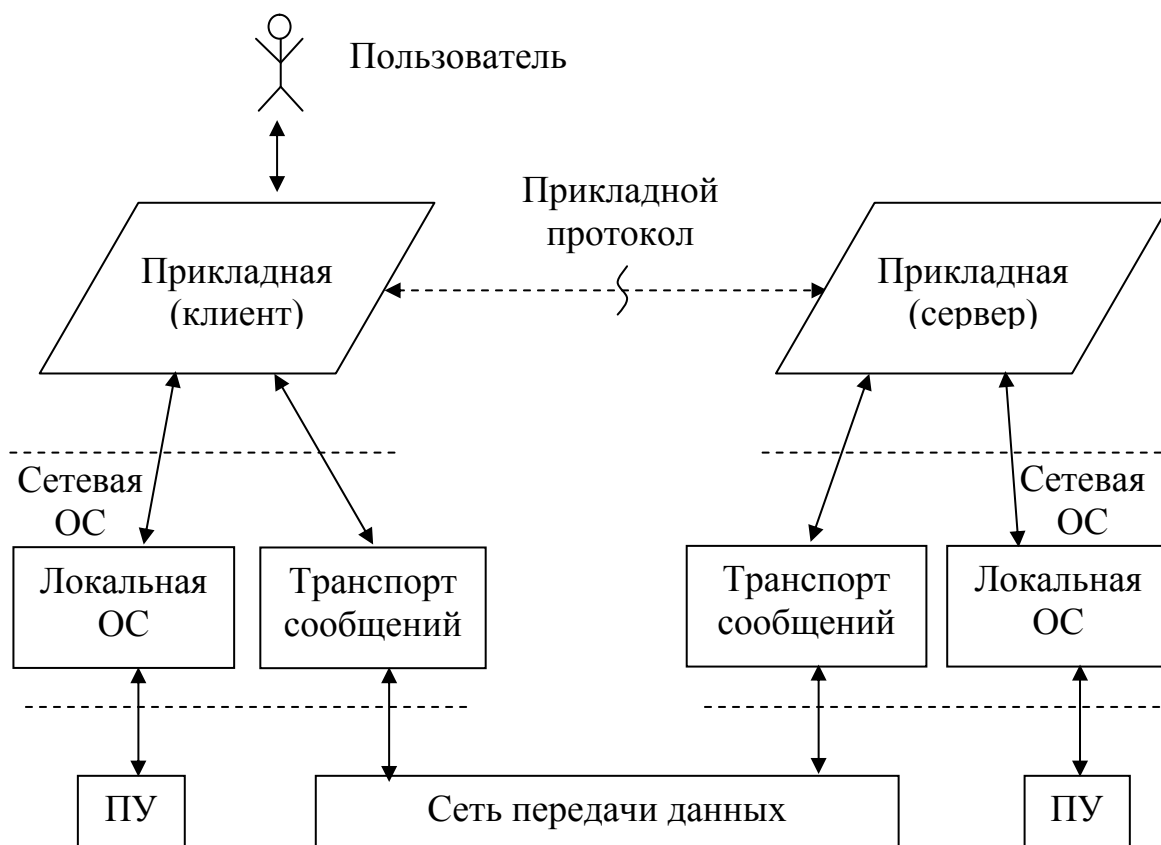 Пользователь
Прикладной
протокол
Прикладная
(клиент)
Прикладная
(сервер)
Сетевая
ОС
Сетевая
ОС
Локальная
ОС
Транспорт
сообщений
Транспорт
сообщений
Локальная
ОС
ПУ
Сеть передачи данных
ПУ